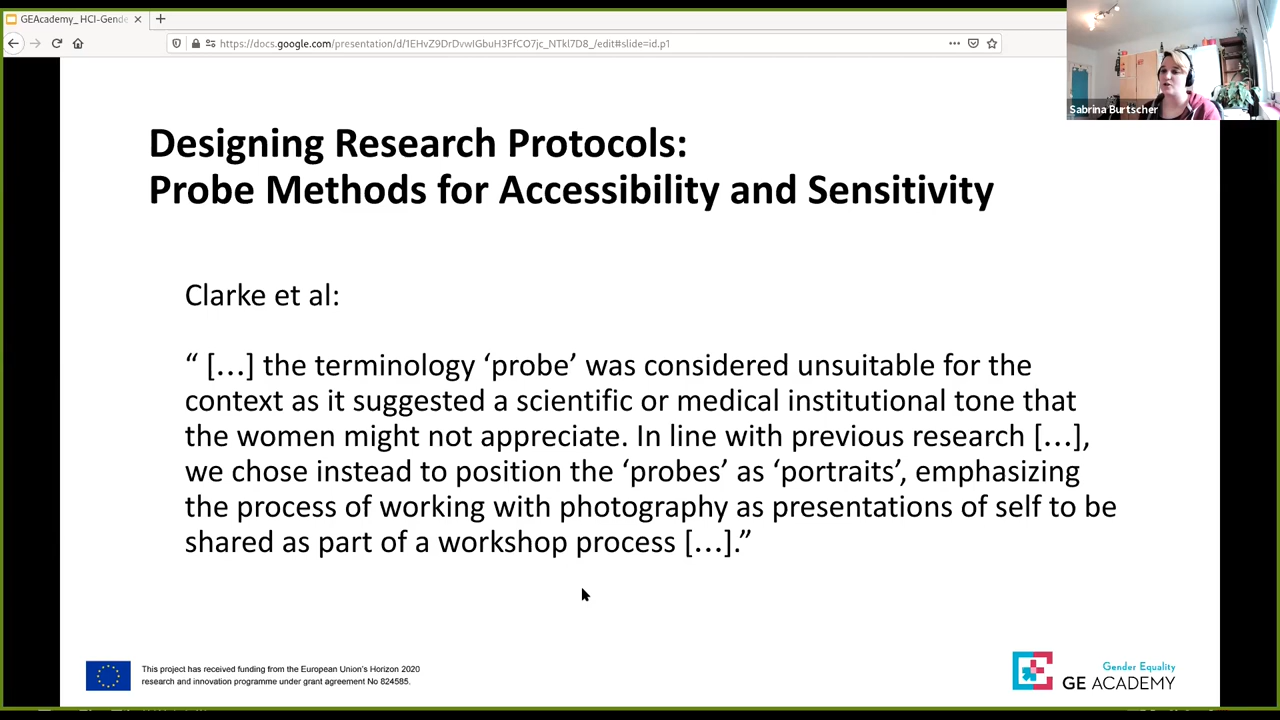 GEAcademy_ HCI-Gende
https://docs.google.com/presentation/d/1EHvZ9DrDvwIGbuH3FfCO7jc_NTkl7D8_/edit#slide=id.p1
Sabrina Burtscher
Designing Research Protocols:
Probe Methods for Accessibility and Sensitivity
Clarke et al:
“ […] the terminology ‘probe’ was considered unsuitable for the
context as it suggested a scientific or medical institutional tone that
the women might not appreciate. In line with previous research […],
we chose instead to position the ‘probes’ as ‘portraits’, emphasizing
the process of working with photography as presentations of self to be
shared as part of a workshop process […].”
This project has received funding from the European Union’s Horizon 2020
research and innovation programme under grant agreement No 824585.
Gender Equality
GE ACADEMY